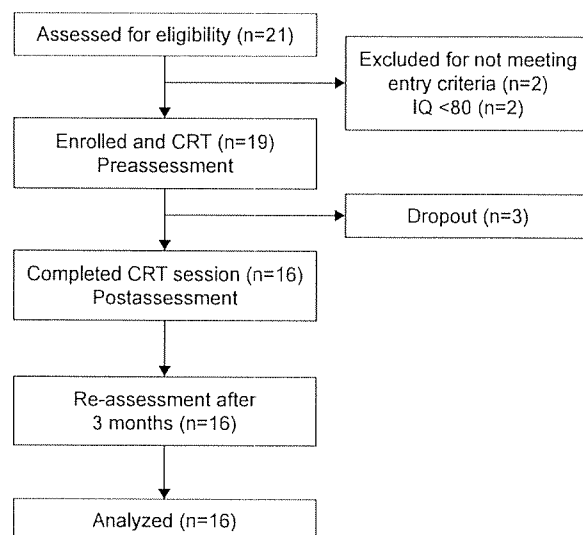 Assessed for eligibility (n=21)
Excluded for not meeting
entry criteria (n=2)
IQ <80 (n=2)
Enrolled and CRT (n=19)
Preassessment
Dropout (n=3)
Completed CRT session (n=16)
Postassessment
Re-assessment after
3 months (n=16)
Analyzed (n=16)